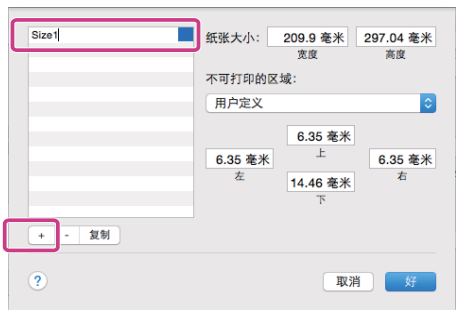 Size1
纸张大小: 209.9 毫米 297.04 毫米
宽度 高度
不可打印的区域:
用户定义
6.35 毫米
上
6.35 毫米 6.35 毫米
左 右
14.46 毫米
下
+ - 复制
? 取消 好